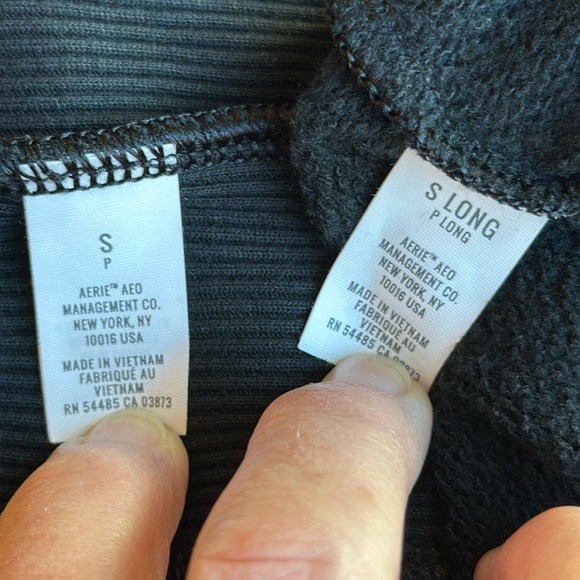 S
P
AERIE™ AEO
MANAGEMENT CO.
NEW YORK, NY
10016 USA
MADE IN VIETNAM
FABRIQUÉ AU
VIETNAM
RN 54485 CA 03873
S LONG
P LONG
AERIE™ AEO
MANAGEMENT CO.
NEW YORK, NY
10016 USA
MADE IN VIETNAM
FABRIQUÉ AU
VIETNAM
RN 54485 CA 03873